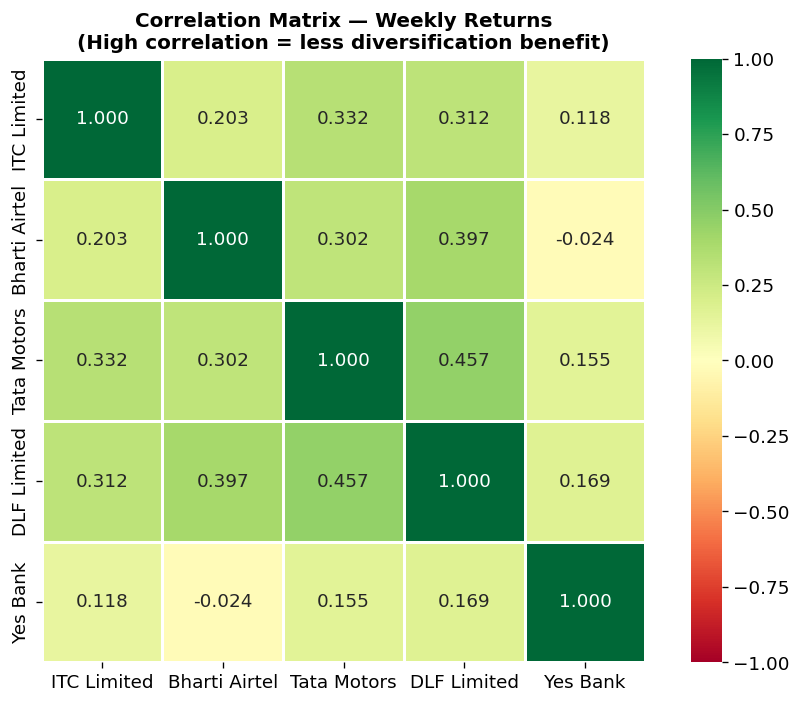 Correlation Matrix — Weekly Returns
(High correlation = less diversification benefit)
ITC Limited
1.000 0.203 0.332 0.312 0.118
Bharti Airtel
0.203 1.000 0.302 0.397 -0.024
Tata Motors
0.332 0.302 1.000 0.457 0.155
DLF Limited
0.312 0.397 0.457 1.000 0.169
Yes Bank
0.118 -0.024 0.155 0.169 1.000
ITC Limited Bharti Airtel Tata Motors DLF Limited Yes Bank
1.00
0.75
0.50
0.25
0.00
−0.25
−0.50
−0.75
−1.00